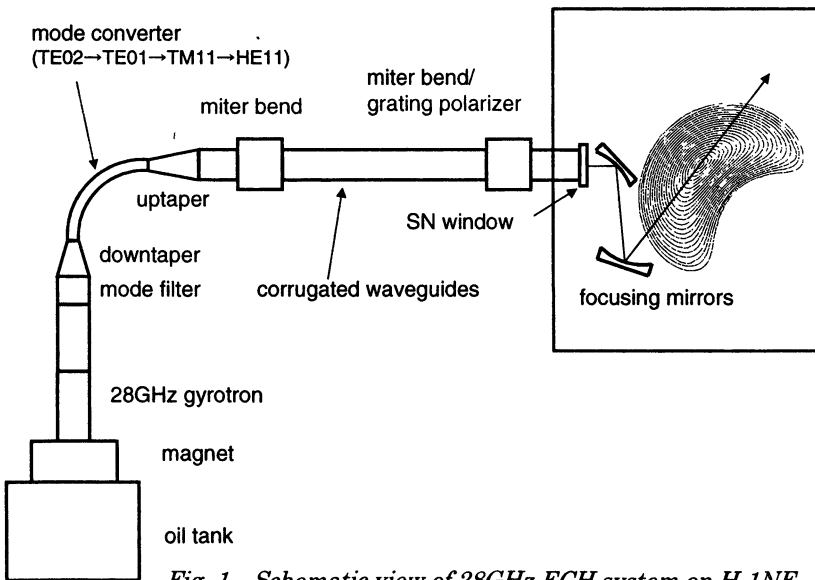 mode converter
(TE02→TE01→TM11→HE11)
miter bend/
grating polarizer
miter bend
uptaper
SN window
downtaper
mode filter
corrugated waveguides
focusing mirrors
28GHz gyrotron
magnet
oil tank
Fig. 1 Schematic view of 28GHz ECH system on H-1NF